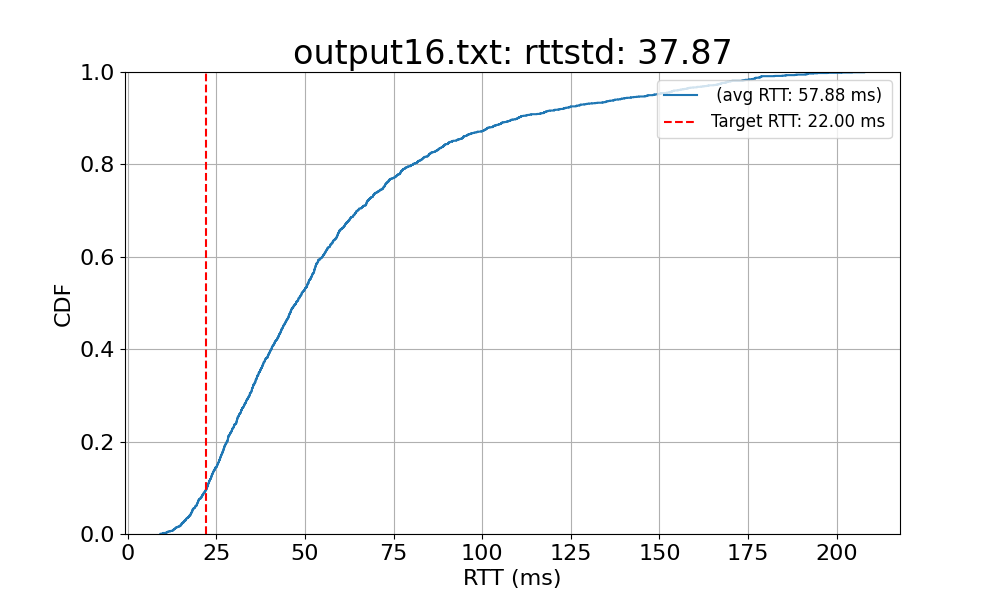 output16.txt: rttstd: 37.87
1.0
0.8
0.6
0.4
0.2
0.0
CDF
(avg RTT: 57.88 ms)
Target RTT: 22.00 ms
0 25 50 75 100 125 150 175 200
RTT (ms)